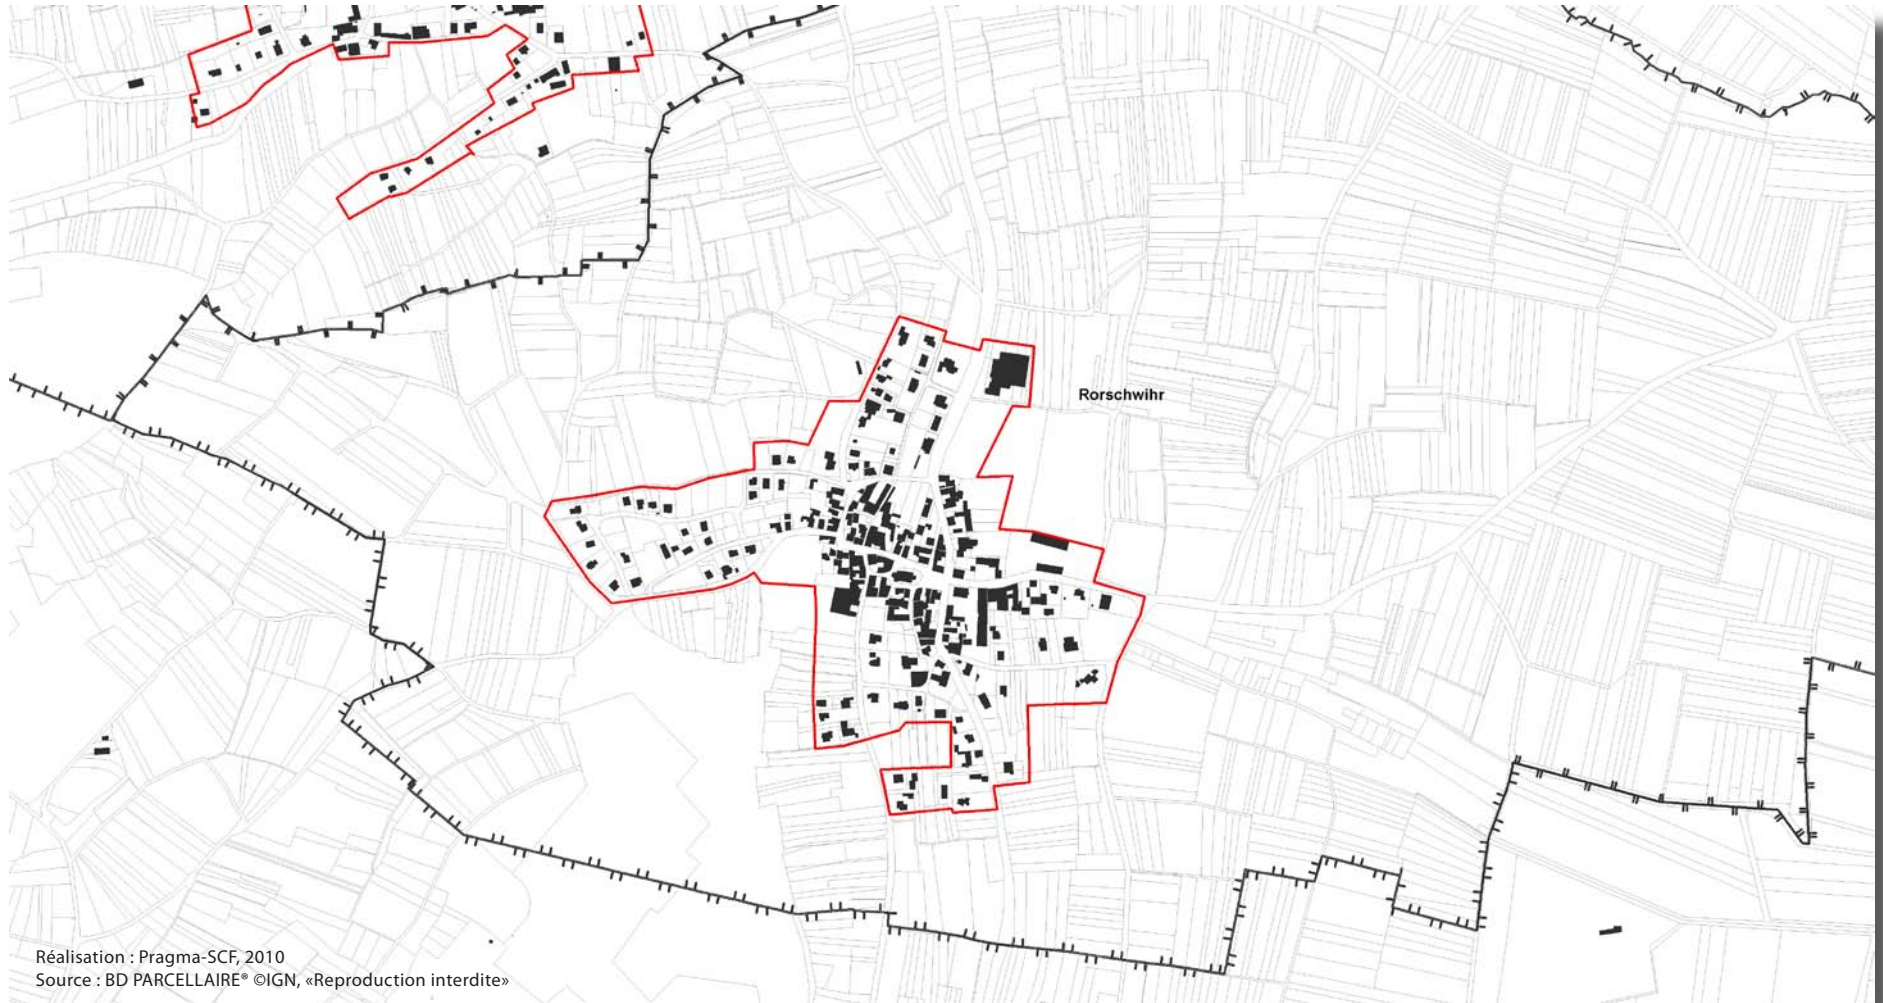 Rorschwihr
Réalisation : Pragma-SCF, 2010
Source : BD PARCELLAIRE® ©IGN, «Reproduction interdite»